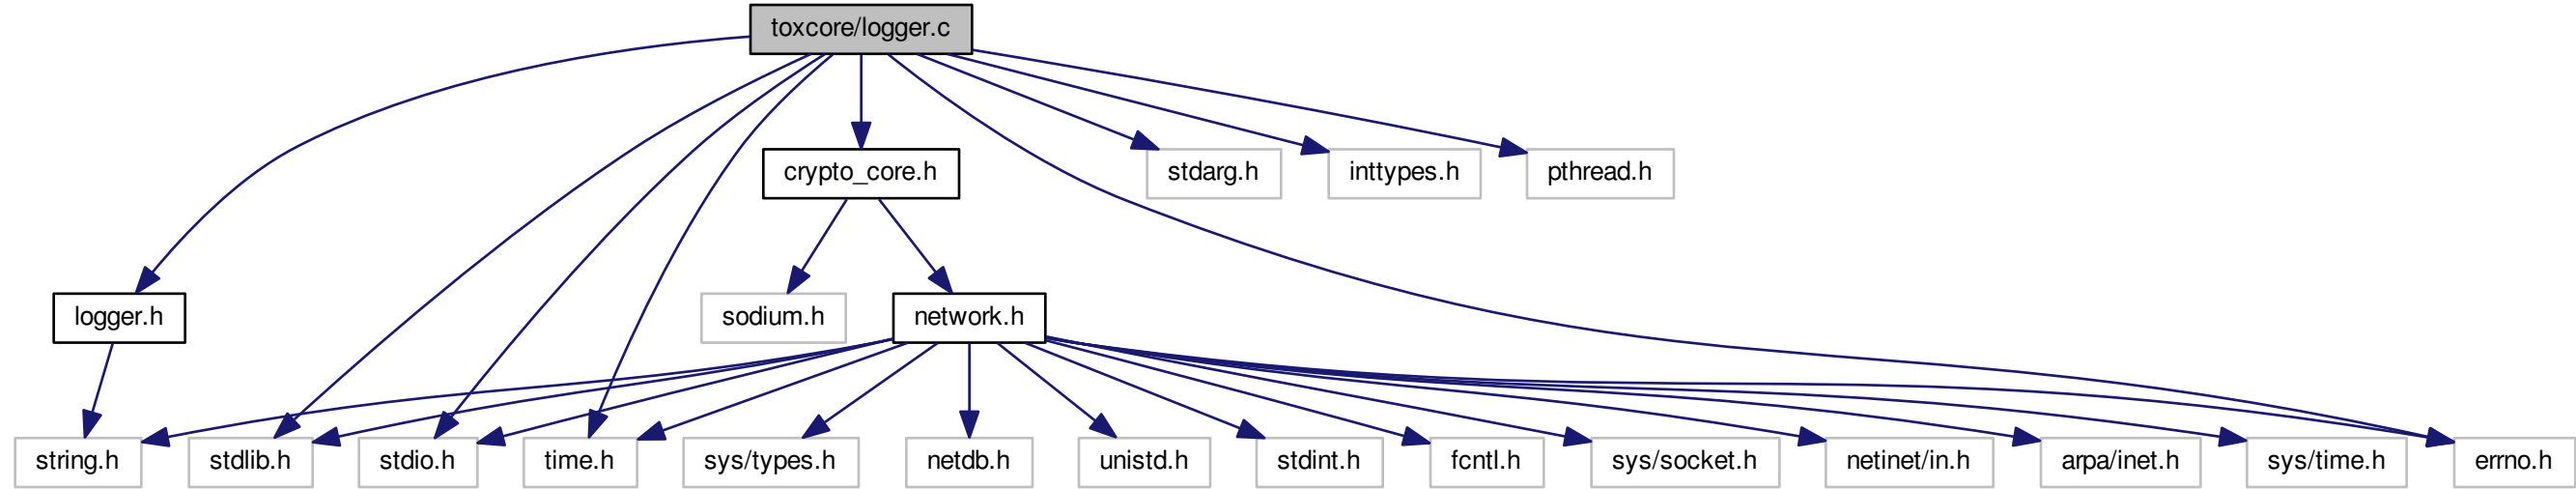 toxcore/logger.c
crypto_core.h
stdarg.h
inttypes.h
pthread.h
logger.h
sodium.h
network.h
string.h
stdlib.h
stdio.h
time.h
sys/types.h
netdb.h
unistd.h
stdint.h
fcntl.h
sys/socket.h
netinet/in.h
arpa/inet.h
sys/time.h
errno.h